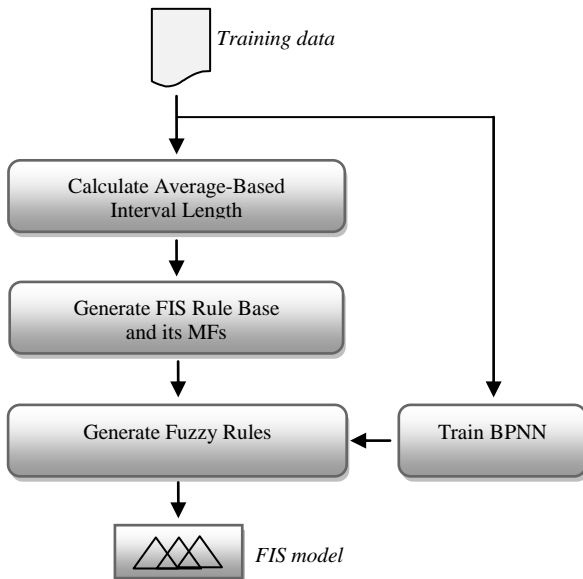 Training data
Calculate Average-Based
Interval Length
Generate FIS Rule Base
and its MFs
Generate Fuzzy Rules
Train BPNN
FIS model